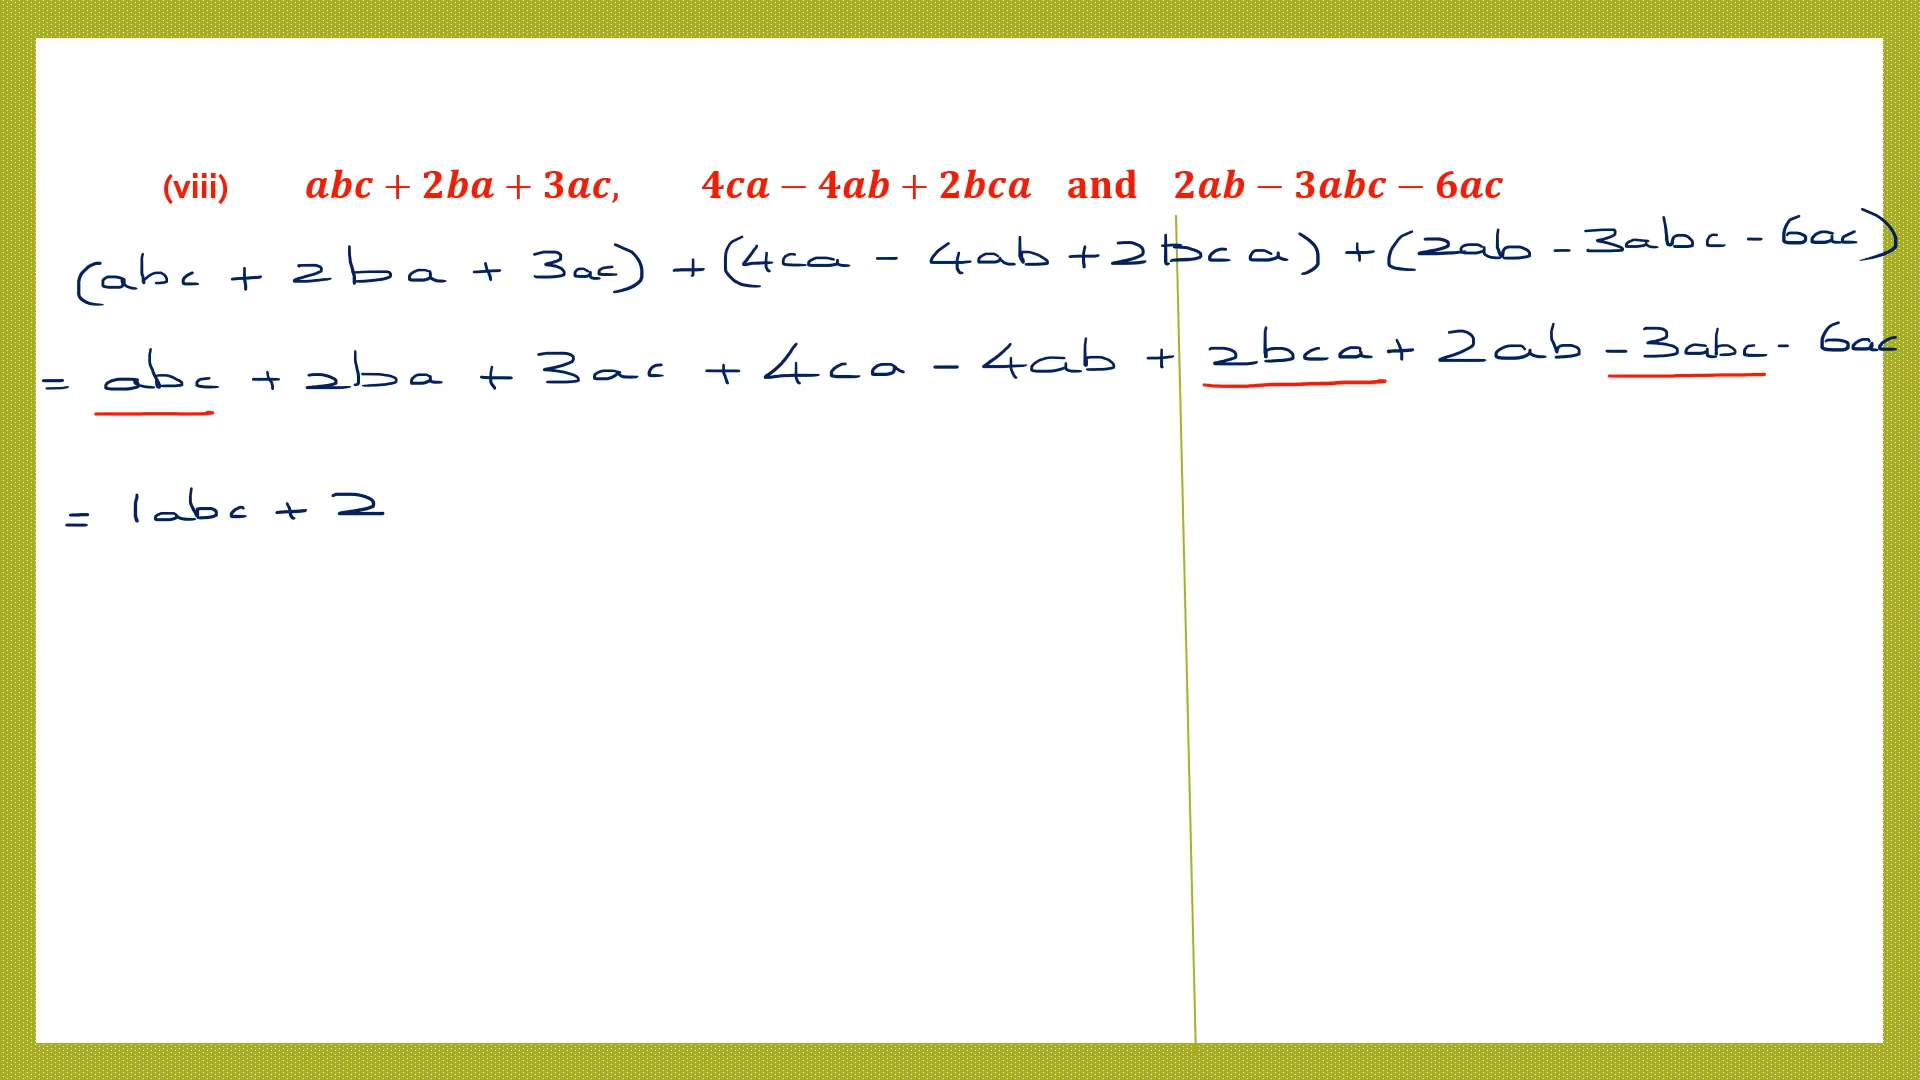 (viii) abc + 2ba + 3ac, 4ca − 4ab + 2bca and 2ab − 3abc − 6ac
(abc + 2ba + 3ac) + (4ca - 4ab + 2bca) + (2ab - 3abc - 6ac)
= abc + 2ba + 3ac + 4ca - 4ab + 2bca + 2ab - 3abc - 6ac
= 1abc + 2